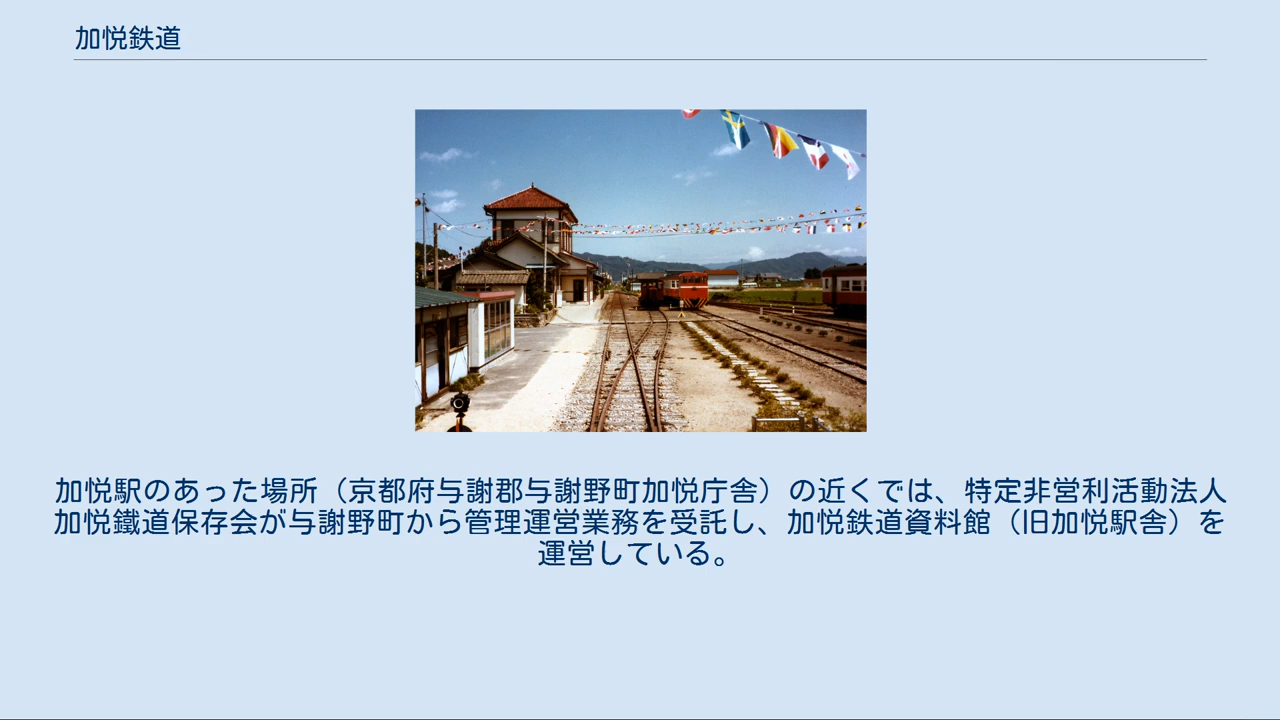 加悦鉄道
加悦駅のあった場所（京都府与謝郡与謝野町加悦庁舎）の近くでは、特定非営利活動法人
加悦鐵道保存会が与謝野町から管理運営業務を受託し、加悦鉄道資料館（旧加悦駅舎）を
運営している。